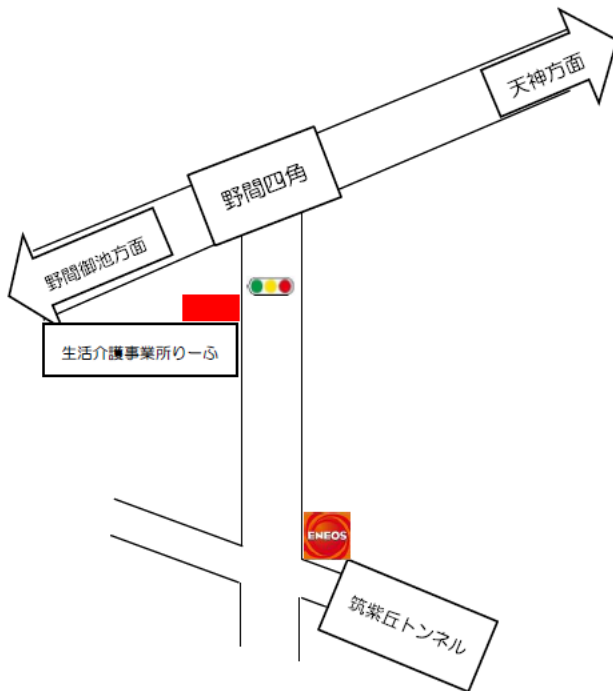 天神方面
野間四角
野間御池方面
生活介護事業所りーふ
ENEOS
筑紫丘トンネル